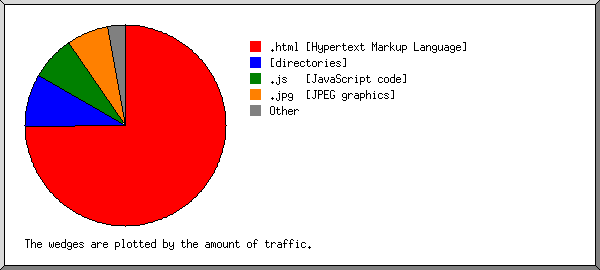 .html [Hypertext Markup Language]
[directories]
.js [JavaScript code]
.jpg [JPEG graphics]
Other
The wedges are plotted by the amount of traffic.